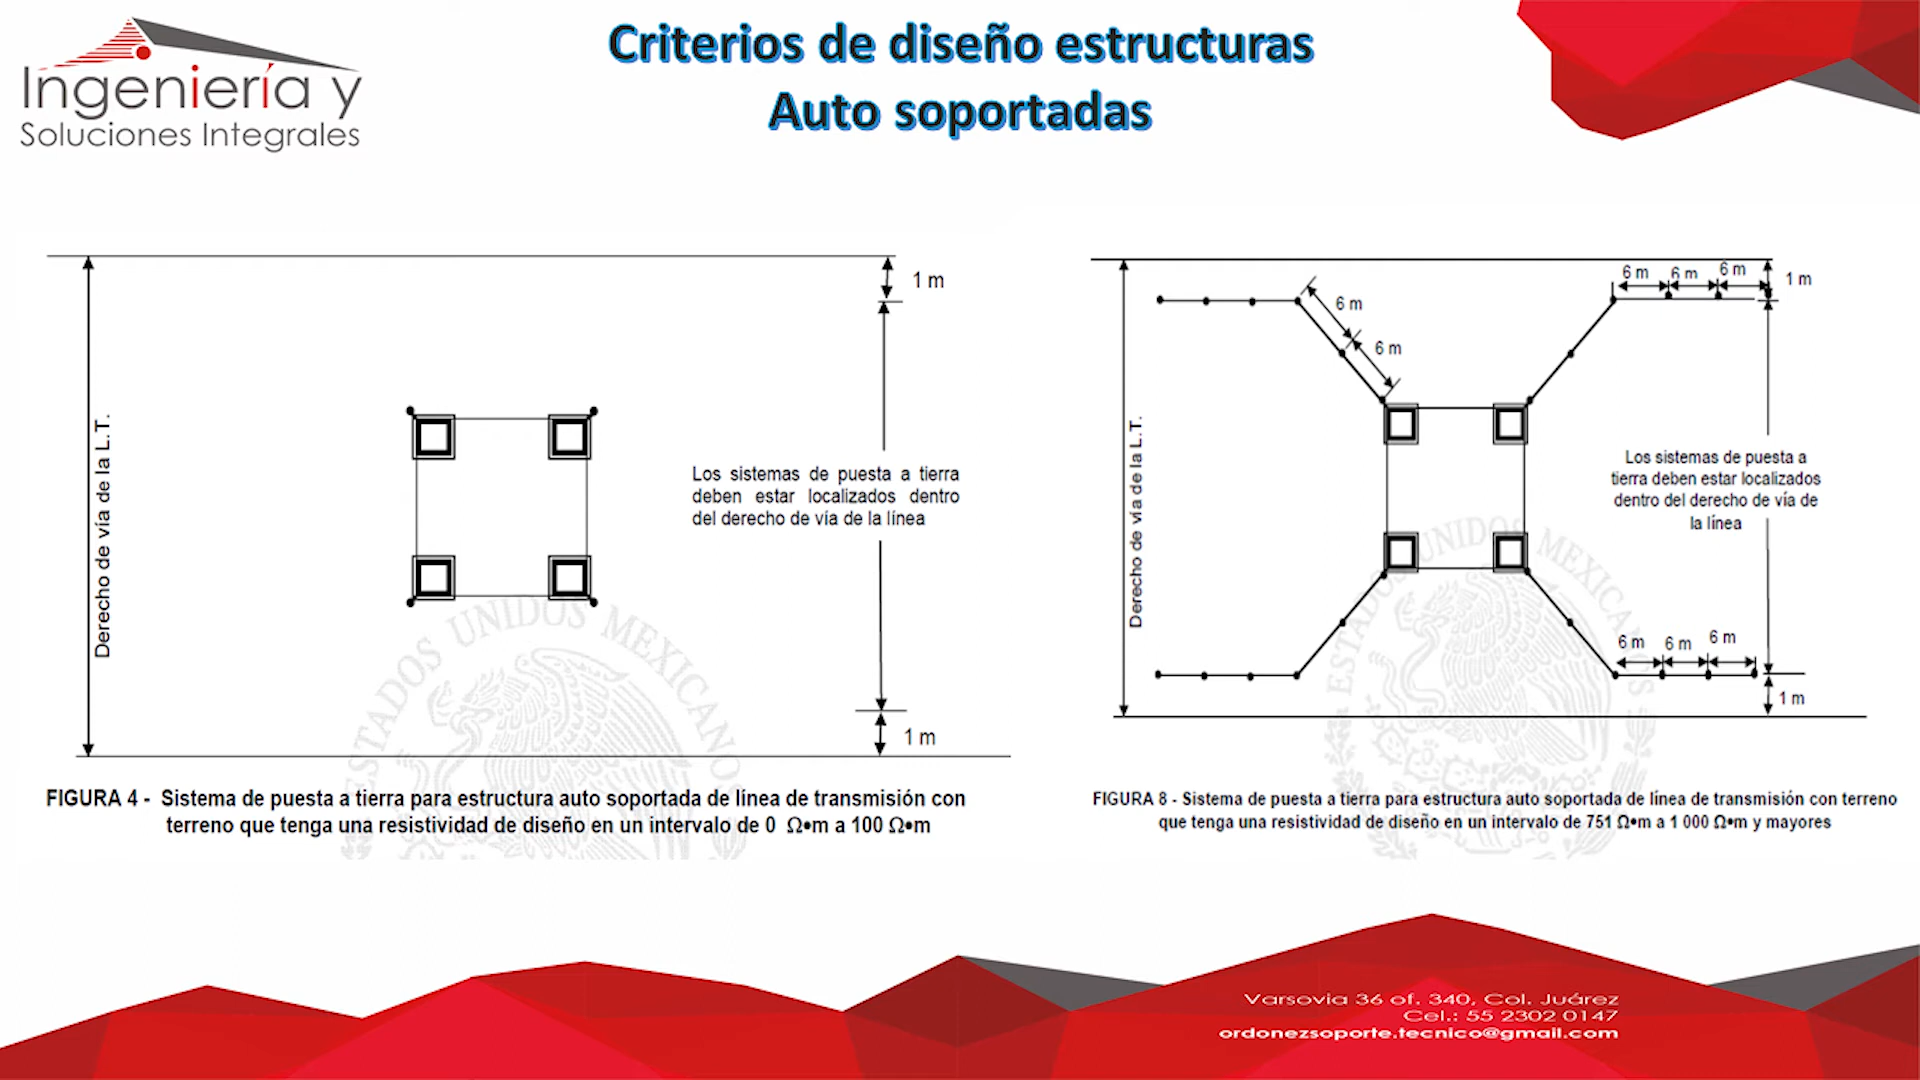 Ingeniería y
Soluciones Integrales
Criterios de diseño estructuras
Auto soportadas
1 m
Derecho de vía de la L.T.
Los sistemas de puesta a tierra
deben estar localizados dentro
del derecho de vía de la línea
1 m
FIGURA 4 - Sistema de puesta a tierra para estructura auto soportada de línea de transmisión con
terreno que tenga una resistividad de diseño en un intervalo de 0 Ω•m a 100 Ω•m
ESTADOS UNIDOS MEXICANOS
6 m
6 m
6 m
6 m
6 m
1 m
Derecho de vía de la L.T.
Los sistemas de puesta a
tierra deben estar localizados
dentro del derecho de vía de
la línea
6 m
6 m
6 m
1 m
FIGURA 8 - Sistema de puesta a tierra para estructura auto soportada de línea de transmisión con terreno
que tenga una resistividad de diseño en un intervalo de 751 Ω•m a 1 000 Ω•m y mayores
ESTADOS UNIDOS MEXICANOS
Varsovia 36 of. 340, Col. Juárez
Cel.: 55 2302 0147
ordonezsoporte.tecnico@gmail.com